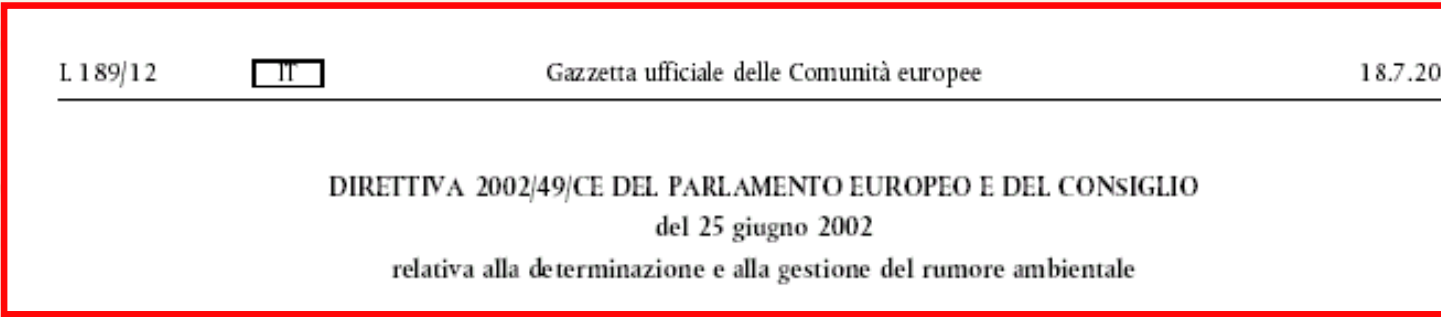 L 189/12 IT Gazzetta ufficiale delle Comunità europee 18.7.20
DIRETTIVA 2002/49/CE DEL PARLAMENTO EUROPEO E DEL CONSIGLIO
del 25 giugno 2002
relativa alla determinazione e alla gestione del rumore ambientale